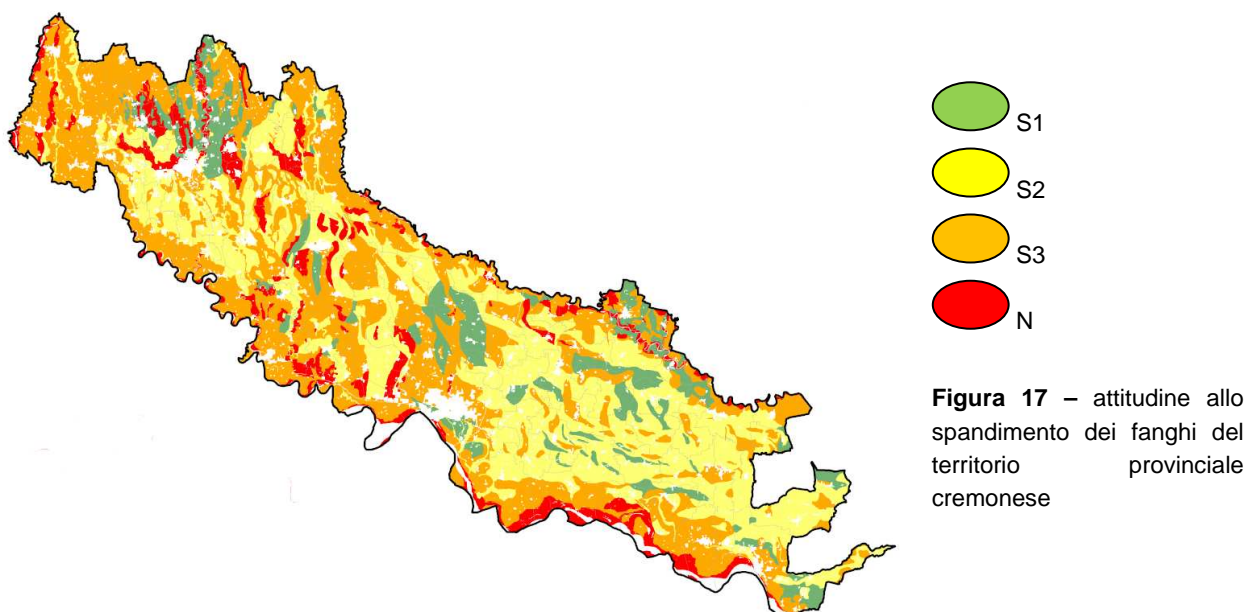 S1
S2
S3
N
Figura 17 – attitudine allo
spandimento dei fanghi del
territorio provinciale
cremonese